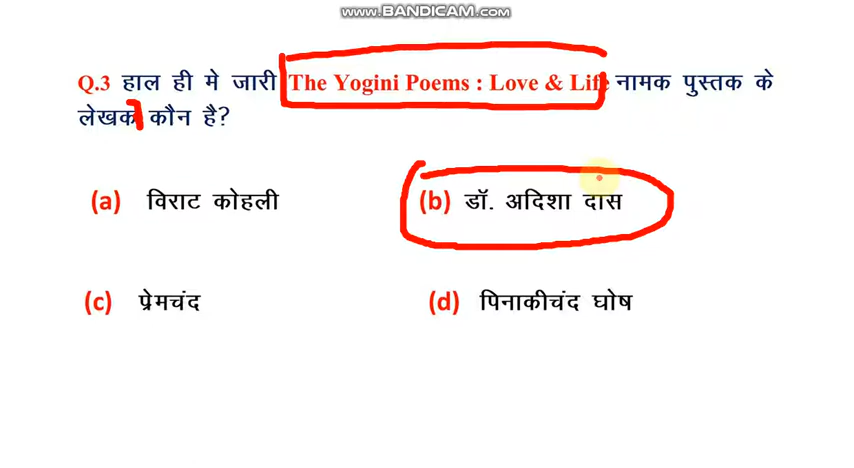 www.BANDICAM.com
Q.3 हाल ही मे जारी The Yogini Poems : Love & Life नामक पुस्तक के
लेखक कौन है?
(a) विराट कोहली
(b) डॉ. अदिशा दास
(c) प्रेमचंद
(d) पिनाकीचंद घोष